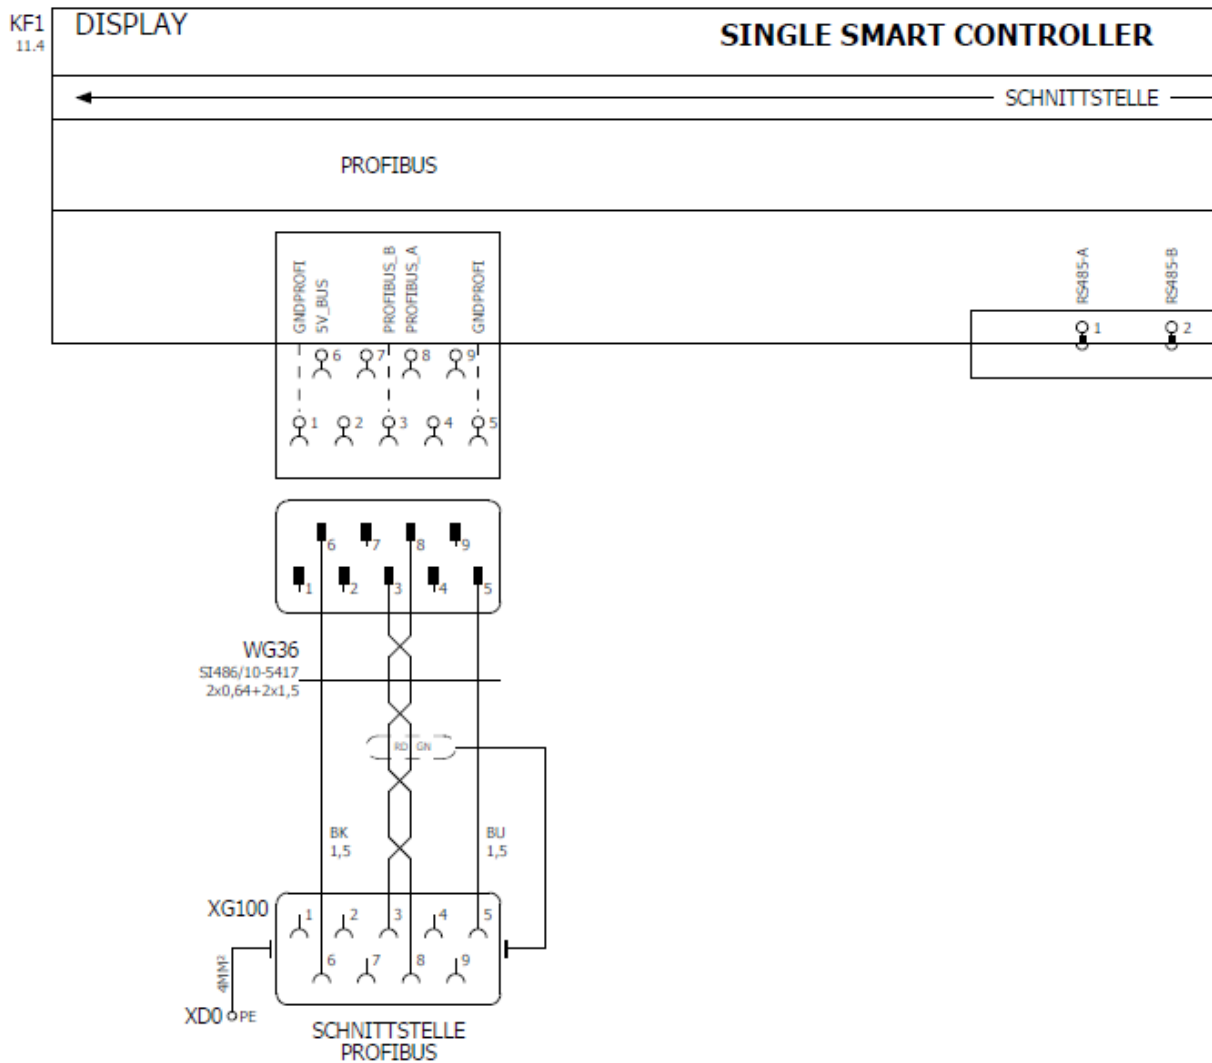 KF1
11.4
DISPLAY
SINGLE SMART CONTROLLER
SCHNITTSTELLE
PROFIBUS
GNDPROFI
5V_BUS
PROFIBUS_B
PROFIBUS_A
GNDPROFI
RS485-A
RS485-B
1 2
6 7 8 9
1 2 3 4 5
6 7 8 9
1 2 3 4 5
WG36
SI486/10-5417
2x0,64+2x1,5
RD GN
BK
1,5
BU
1,5
XG100
1 2 3 4 5
6 7 8 9
4MM²
XD0 PE
SCHNITTSTELLE
PROFIBUS